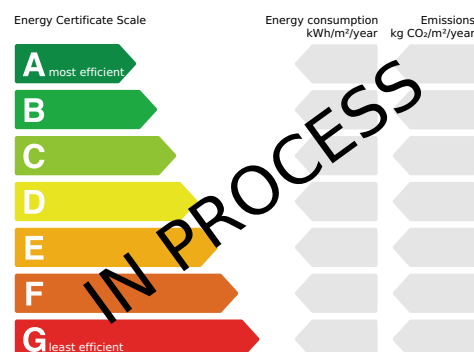 Energy Certificate Scale
Energy consumption
kWh/m²/year
Emissions
kg CO₂/m²/year
A most efficient
B
C
D
E
F
G least efficient
IN PROCESS